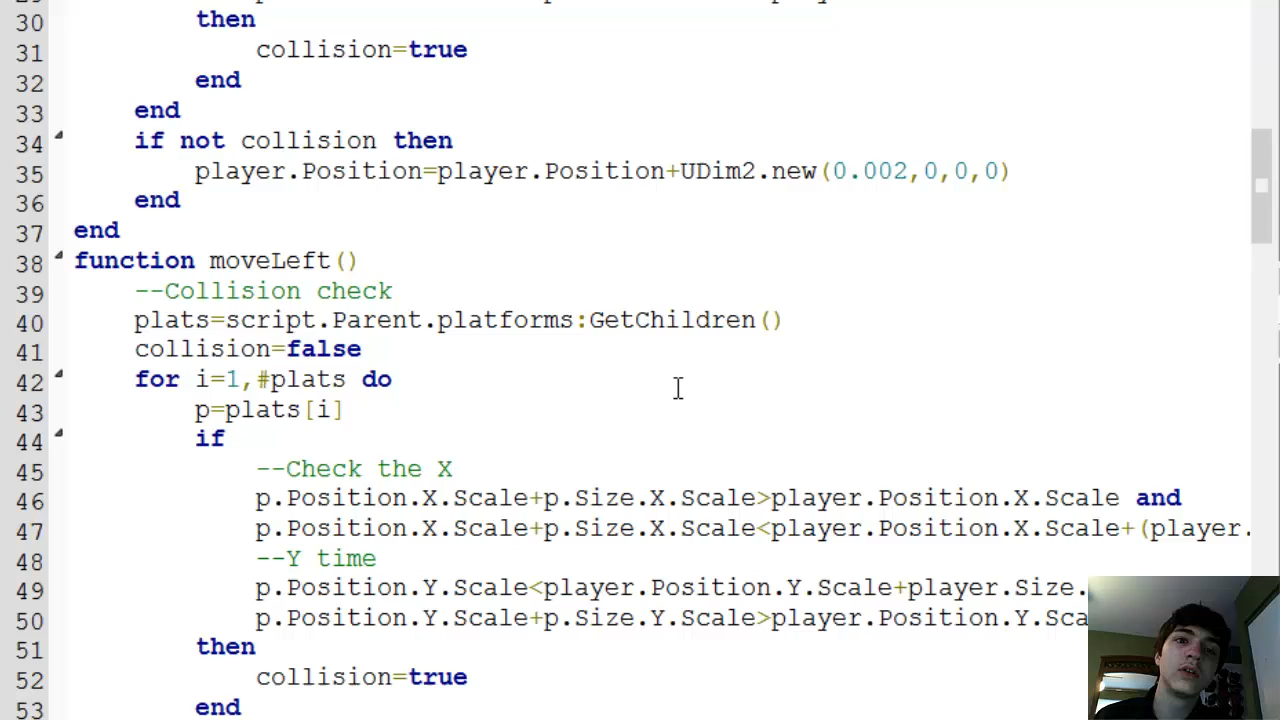 30 then
31 collision=true
32 end
33 end
34 if not collision then
35 player.Position=player.Position+UDim2.new(0.002,0,0,0)
36 end
37 end
38 function moveLeft()
39 --Collision check
40 plats=script.Parent.platforms:GetChildren()
41 collision=false
42 for i=1,#plats do
43 p=plats[i]
44 if
45 --Check the X
46 p.Position.X.Scale+p.Size.X.Scale>player.Position.X.Scale and
47 p.Position.X.Scale+p.Size.X.Scale<player.Position.X.Scale+(player.
48 --Y time
49 p.Position.Y.Scale<player.Position.Y.Scale+player.Size.
50 p.Position.Y.Scale+p.Size.Y.Scale>player.Position.Y.Sca
51 then
52 collision=true
53 end